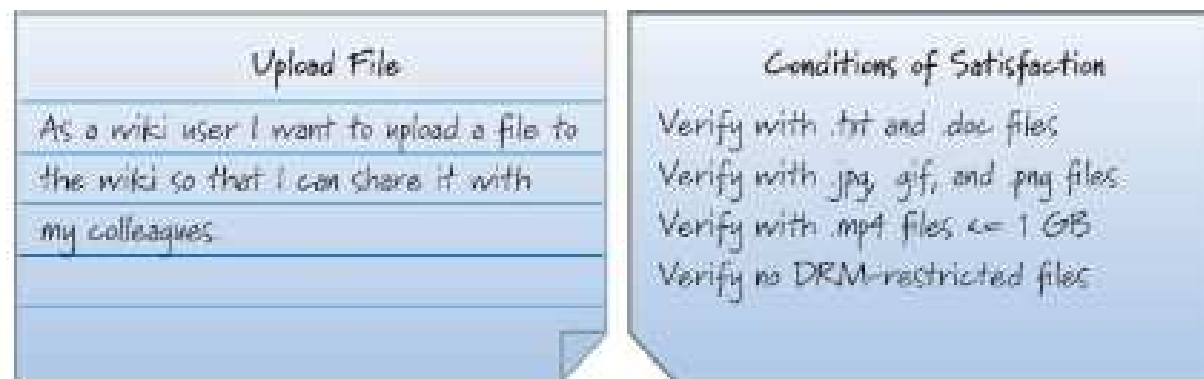 Upload File
As a wiki user I want to upload a file to
the wiki so that I can share it with
my colleagues
Conditions of Satisfaction
Verify with .txt and .doc files
Verify with .jpg, .gif, and .png files
Verify with .mp4 files <= 1 GB
Verify no DRM-restricted files